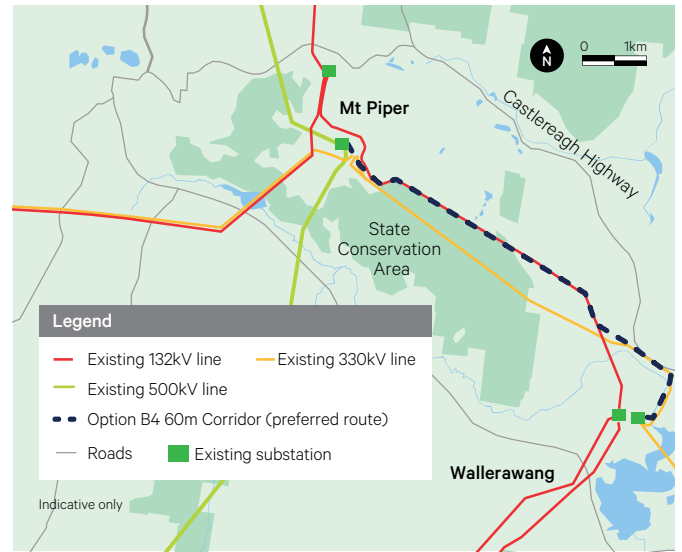 N
0 1km
Mt Piper
Castlereagh Highway
State
Conservation
Area
Legend
Existing 132kV line Existing 330kV line
Existing 500kV line
Option B4 60m Corridor (preferred route)
Roads Existing substation
Wallerawang
Indicative only